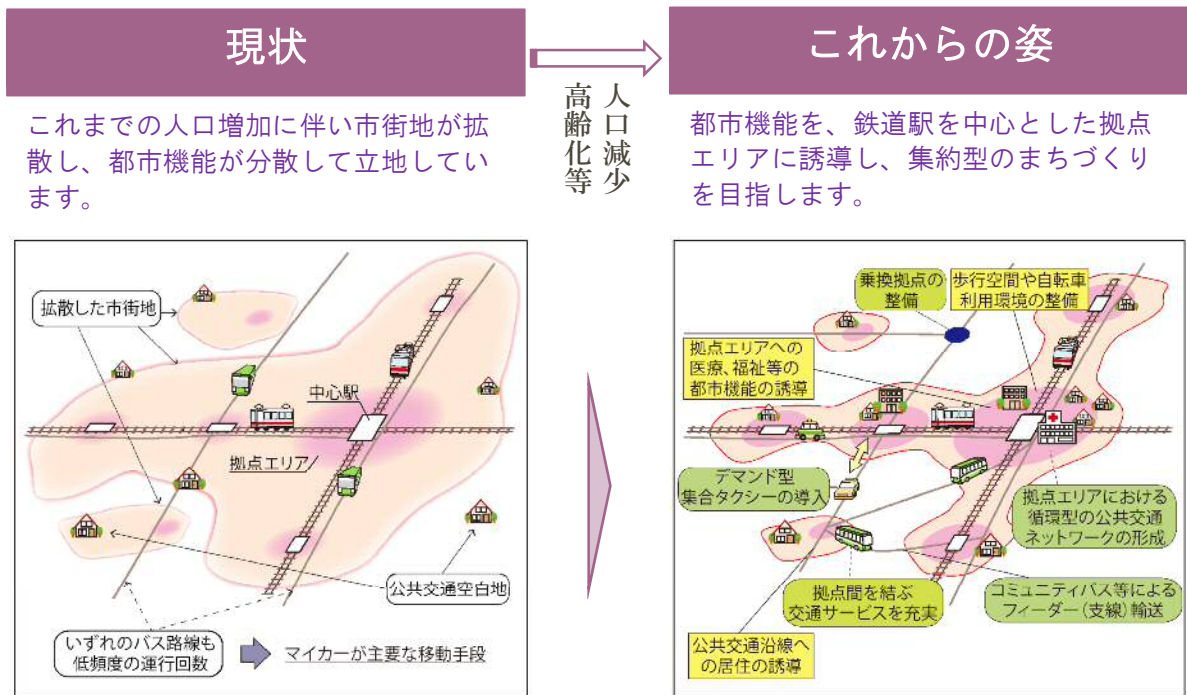 現状
これからの姿
人口減少
高齢化等
これまでの人口増加に伴い市街地が拡
散し、都市機能が分散して立地してい
ます。
都市機能を、鉄道駅を中心とした拠点
エリアに誘導し、集約型のまちづくり
を目指します。
拡散した市街地
中心駅
拠点エリア
公共交通空白地
いずれのバス路線も
低頻度の運行回数
マイカーが主要な移動手段
乗換拠点の
整備
歩行空間や自転車
利用環境の整備
拠点エリアへの
医療、福祉等の
都市機能の誘導
デマンド型
集合タクシーの導入
拠点エリアにおける
循環型の公共交通
ネットワークの形成
拠点間を結ぶ
交通サービスを充実
コミュニティバス等による
フィーダー(支線)輸送
公共交通沿線へ
の居住の誘導